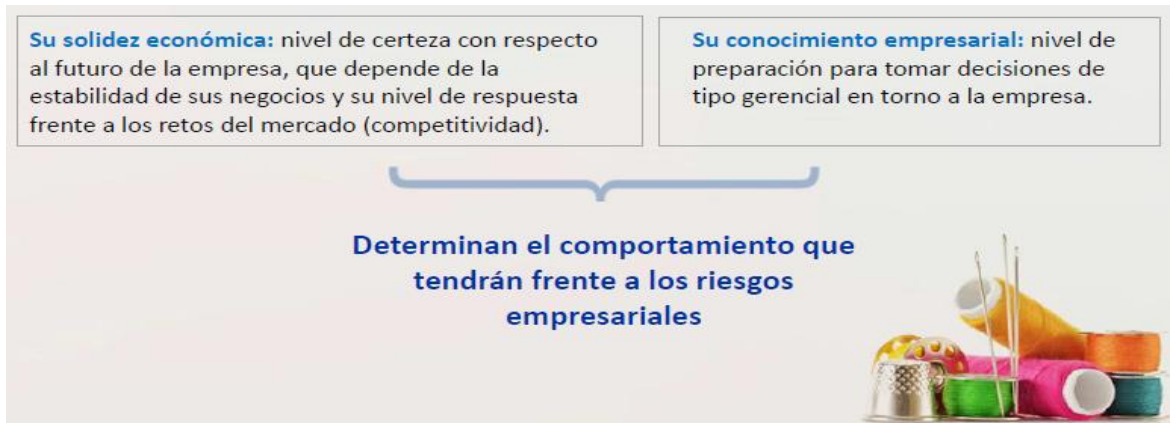 Su solidez económica: nivel de certeza con respecto
al futuro de la empresa, que depende de la
estabilidad de sus negocios y su nivel de respuesta
frente a los retos del mercado (competitividad).
Su conocimiento empresarial: nivel de
preparación para tomar decisiones de
tipo gerencial en torno a la empresa.
Determinan el comportamiento que
tendrán frente a los riesgos
empresariales